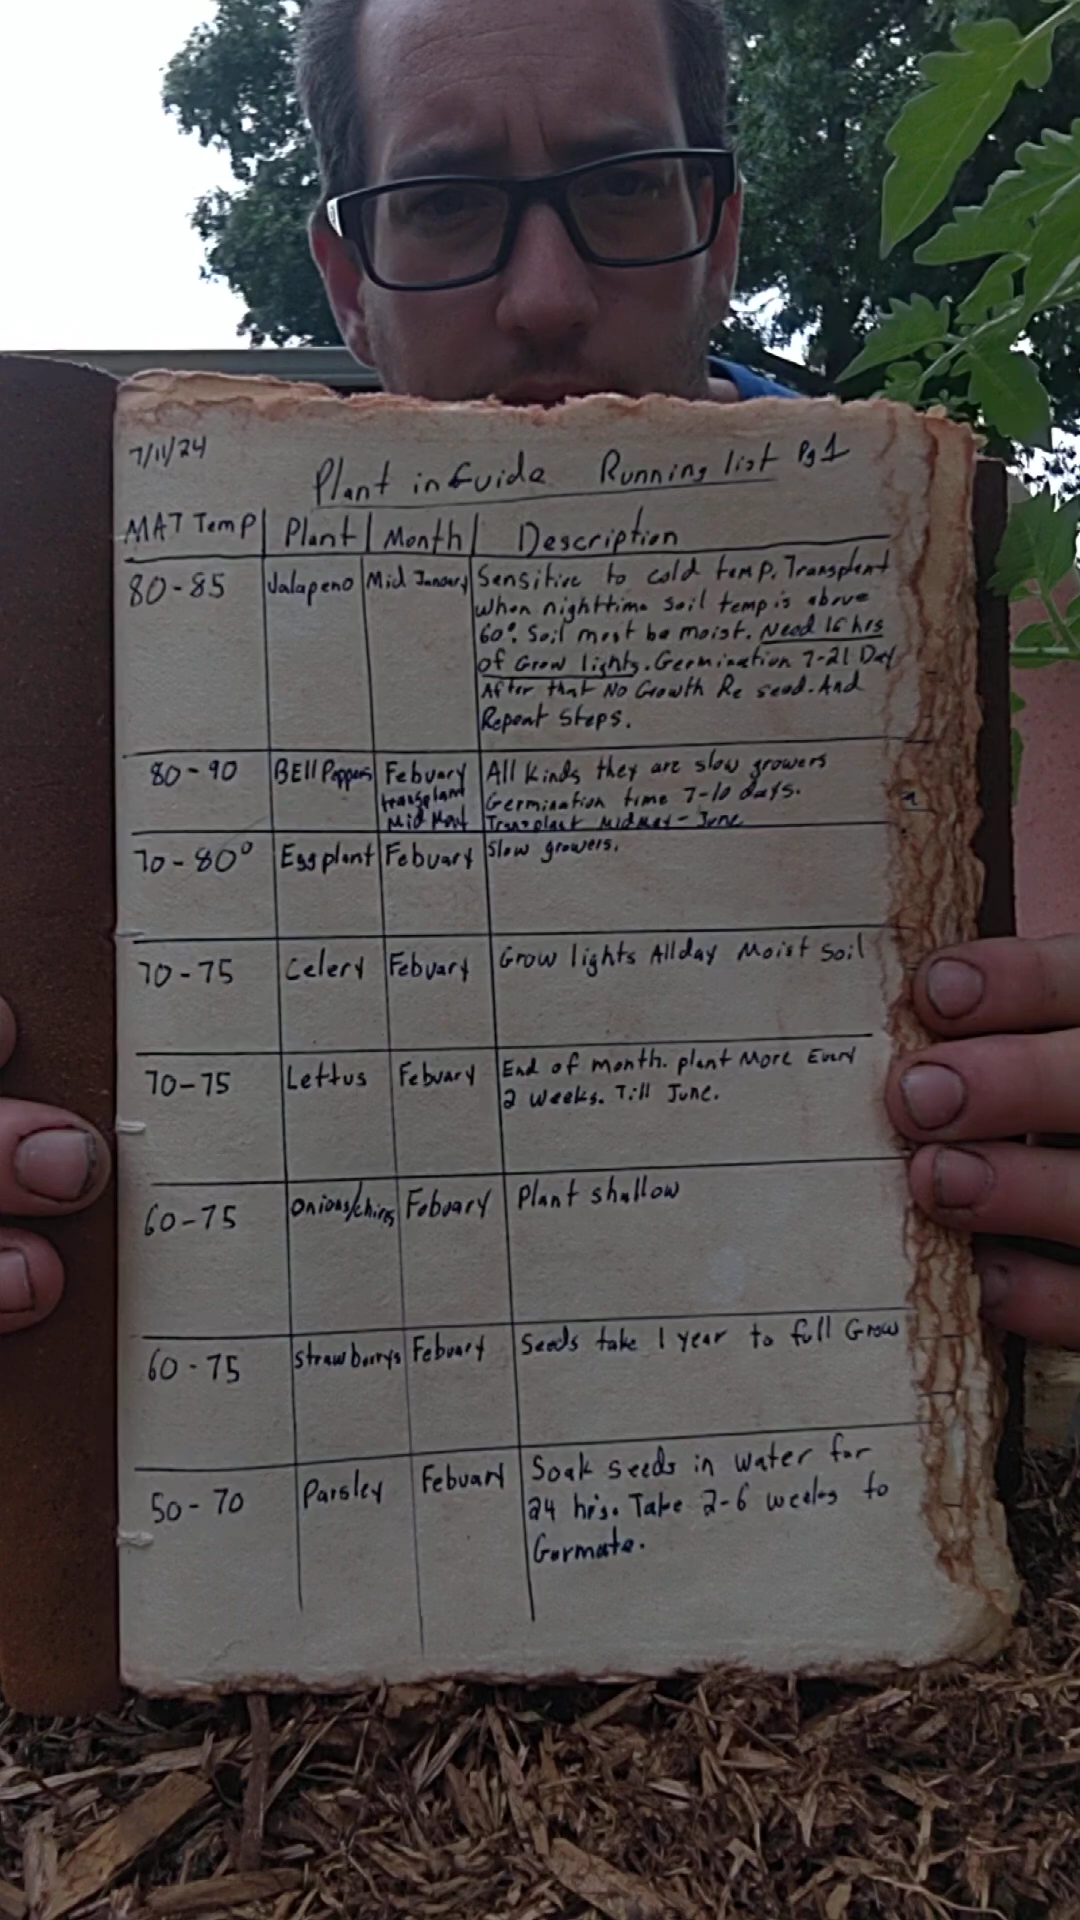 7/11/24
Plant in Guide Running list Pg 1
MAT Temp Plant Month Description
80-85 Jalapeno Mid January Sensitive to cold temp. Transplant
when nighttime soil temp is above
60°. Soil most be moist. Need 16 hrs
of Grow lights. Germination 7-21 Day
After that No Growth Re seed. And
Repeat Steps.
80-90 BEll Peppers Febuary All kinds they are slow growers
transplant Germination time 7-10 days.
Mid May Transplant MidMay-June
70-80° Eggplant Febuary Slow growers.
70-75 Celery Febuary Grow lights All day Moist Soil
70-75 Lettus Febuary End of month. plant More Every
2 weeks. Till June.
60-75 Onions/ Febuary Plant shallow
60-75 Strawberrys Febuary Seeds take 1 year to full Grow
50-70 Parsley Febuary Soak seeds in water for
24 hrs. Take 2-6 weeks to
Germate.